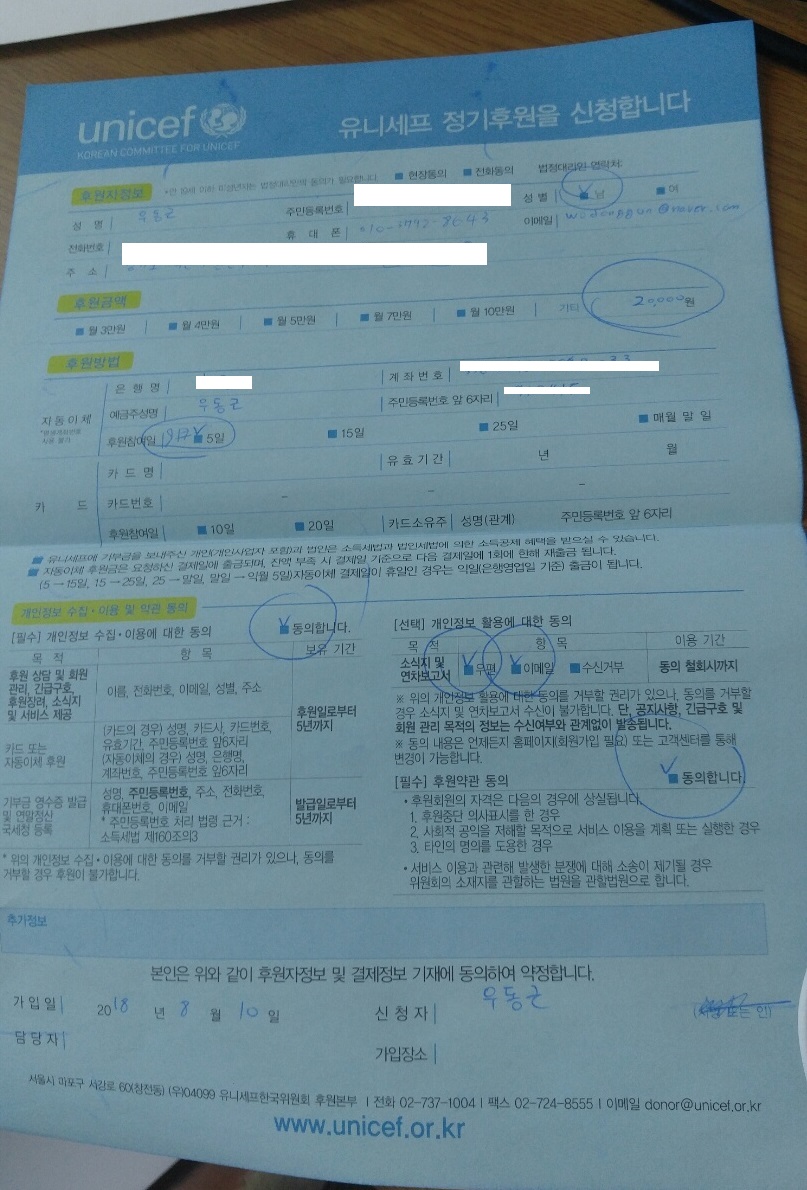 unicef
KOREAN COMMITTEE FOR UNICEF
유니세프 정기후원을 신청합니다
후원자정보 *만 19세 이하 미성년자는 법정대리인의 동의가 필요합니다. ■ 현장동의 ■ 전화동의 법정대리인 연락처:
성 명 우동근 주민등록번호 성 별 ■ 남 ■ 여
전화번호 휴 대 폰 010-3992-8043 이메일 wudonggun@naver.com
주 소
후원금액
■ 월 3만원 ■ 월 4만원 ■ 월 5만원 ■ 월 7만원 ■ 월 10만원 기타 20,000원
후원방법
자동이체 은 행 명 계 좌 번 호
예금주성명 우동근 주민등록번호 앞 6자리
후원참여일 ■ 5일 ■ 15일 ■ 25일 ■ 매월 말 일
카 드 카 드 명 유 효 기 간 년 월
카드번호 – – –
후원참여일 ■ 10일 ■ 20일 카드소유주 성명(관계) 주민등록번호 앞 6자리
■ 유니세프에 기부금을 보내주신 개인(개인사업자 포함)과 법인은 소득세법과 법인세법에 의한 소득공제 혜택을 받으실 수 있습니다.
■ 자동이체 후원금은 요청하신 결제일에 출금되며, 잔액 부족 시 결제일 기준으로 다음 결제일에 1회에 한해 재출금 됩니다.
(5→15일, 15→25일, 25→말일, 말일→익월 5일)자동이체 결제일이 휴일인 경우는 익일(은행영업일 기준) 출금이 됩니다.
개인정보 수집·이용 및 약관 동의
[필수] 개인정보 수집·이용에 대한 동의 ■ 동의합니다.
목 적 항 목 보유 기간
후원 상담 및 회원
관리, 긴급구호,
후원장려, 소식지
및 서비스 제공
이름, 전화번호, 이메일, 성별, 주소
카드 또는
자동이체 후원
(카드의 경우) 성명, 카드사, 카드번호,
유효기간, 주민등록번호 앞6자리
(자동이체의 경우) 성명, 은행명,
계좌번호, 주민등록번호 앞6자리
후원일로부터
5년까지
기부금 영수증 발급
및 연말정산
국세청 등록
성명, 주민등록번호, 주소, 전화번호,
휴대폰번호, 이메일
* 주민등록번호 처리 법령 근거 :
소득세법 제160조의3
발급일로부터
5년까지
* 위의 개인정보 수집·이용에 대한 동의를 거부할 권리가 있으나, 동의를
거부할 경우 후원이 불가합니다.
[선택] 개인정보 활용에 대한 동의
목 적 항 목 이용 기간
소식지 및
연차보고서
■ 우편 ■ 이메일 ■ 수신거부 동의 철회시까지
※ 위의 개인정보 활용에 대한 동의를 거부할 권리가 있으나, 동의를 거부할
경우 소식지 및 연차보고서 수신이 불가합니다. 단, 공지사항, 긴급구호 및
회원 관리 목적의 정보는 수신여부와 관계없이 발송됩니다.
※ 동의 내용은 언제든지 홈페이지(회원가입 필요) 또는 고객센터를 통해
변경이 가능합니다.
[필수] 후원약관 동의 ■ 동의합니다.
• 후원회원의 자격은 다음의 경우에 상실됩니다.
1. 후원중단 의사표시를 한 경우
2. 사회적 공익을 저해할 목적으로 서비스 이용을 계획 또는 실행한 경우
3. 타인의 명의를 도용한 경우
• 서비스 이용과 관련해 발생한 분쟁에 대해 소송이 제기될 경우
위원회의 소재지를 관할하는 법원을 관할법원으로 합니다.
추가정보
본인은 위와 같이 후원자정보 및 결제정보 기재에 동의하여 약정합니다.
가 입 일 2018 년 8 월 10 일 신 청 자 우동근 (서명 또는 인)
담 당 자 가입장소
서울시 마포구 서강로 60(창전동) (우)04099 유니세프한국위원회 후원본부 | 전화 02-737-1004 | 팩스 02-724-8555 | 이메일 donor@unicef.or.kr
www.unicef.or.kr